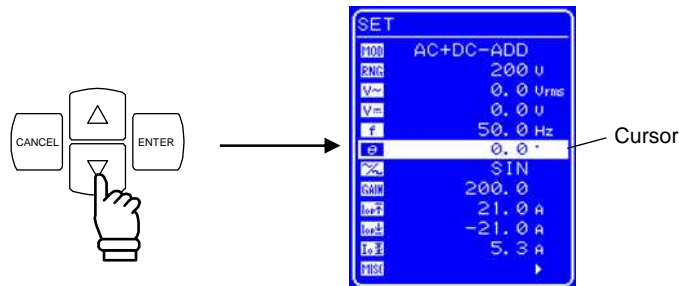 CANCEL
ENTER
SET
MOD AC+DC-ADD
RNG 200 V
V~ 0.0 Vrms
V⎓ 0.0 V
f 50.0 Hz
θ 0.0 °
SIN
GAIN 200.0
21.0 A
-21.0 A
5.3 A
MISC
Cursor